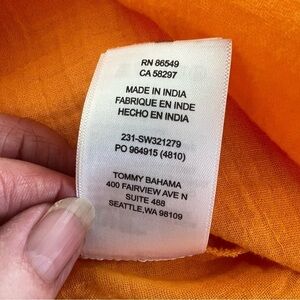 RN 86549
CA 58297
MADE IN INDIA
FABRIQUE EN INDE
HECHO EN INDIA
231-SW321279
PO 964915 (4810)
TOMMY BAHAMA
400 FAIRVIEW AVE N
SUITE 488
SEATTLE,WA 98109